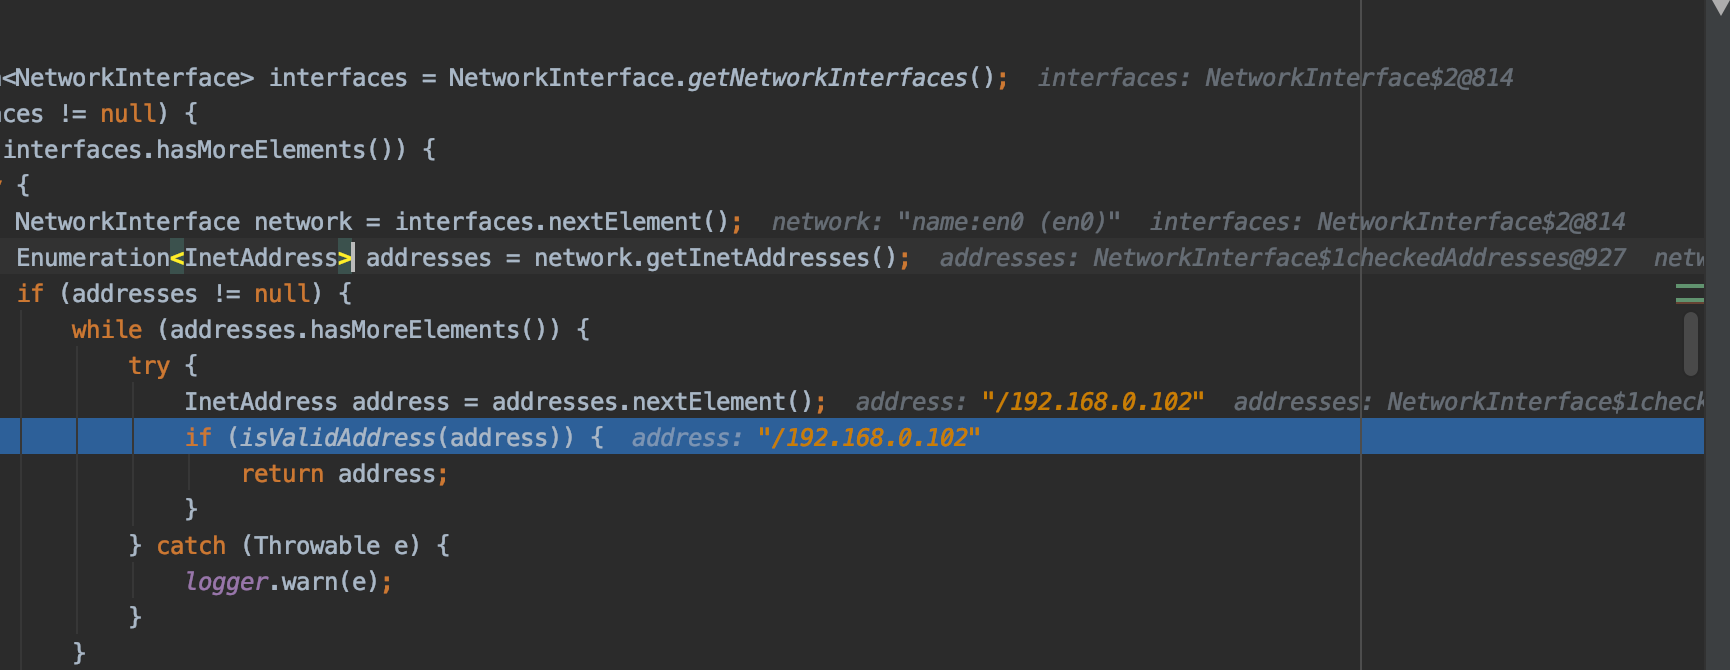 <NetworkInterface> interfaces = NetworkInterface.getNetworkInterfaces();  interfaces: NetworkInterface$2@814
ces != null) {
interfaces.hasMoreElements()) {
{
NetworkInterface network = interfaces.nextElement();  network: "name:en0 (en0)"  interfaces: NetworkInterface$2@814
Enumeration<InetAddress> addresses = network.getInetAddresses();  addresses: NetworkInterface$1checkedAddresses@927  netw
if (addresses != null) {
while (addresses.hasMoreElements()) {
try {
InetAddress address = addresses.nextElement();  address: "/192.168.0.102"  addresses: NetworkInterface$1check
if (isValidAddress(address)) {  address: "/192.168.0.102"
return address;
}
} catch (Throwable e) {
logger.warn(e);
}
}